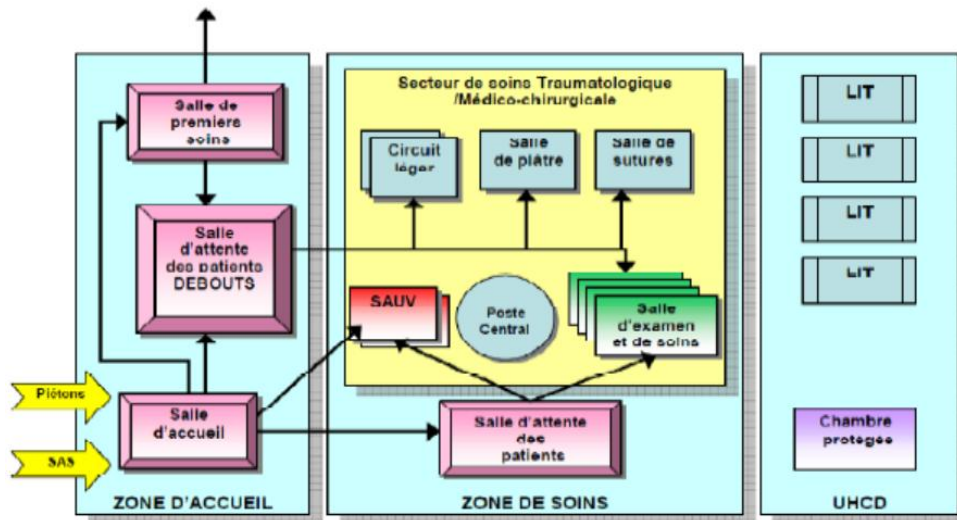 Salle de
premiers
soins
Salle
d'attente
des patients
DEBOUTS
Piétons
SAS
Salle
d'accueil
ZONE D'ACCUEIL
Secteur de soins Traumatologique
/Médico-chirurgicale
Circuit
léger
Salle
de plâtre
Salle de
sutures
SAUV
Poste
Central
Salle
d'examen
et de soins
Salle d'attente
des
patients
ZONE DE SOINS
LIT
LIT
LIT
LIT
Chambre
protégée
UHCD